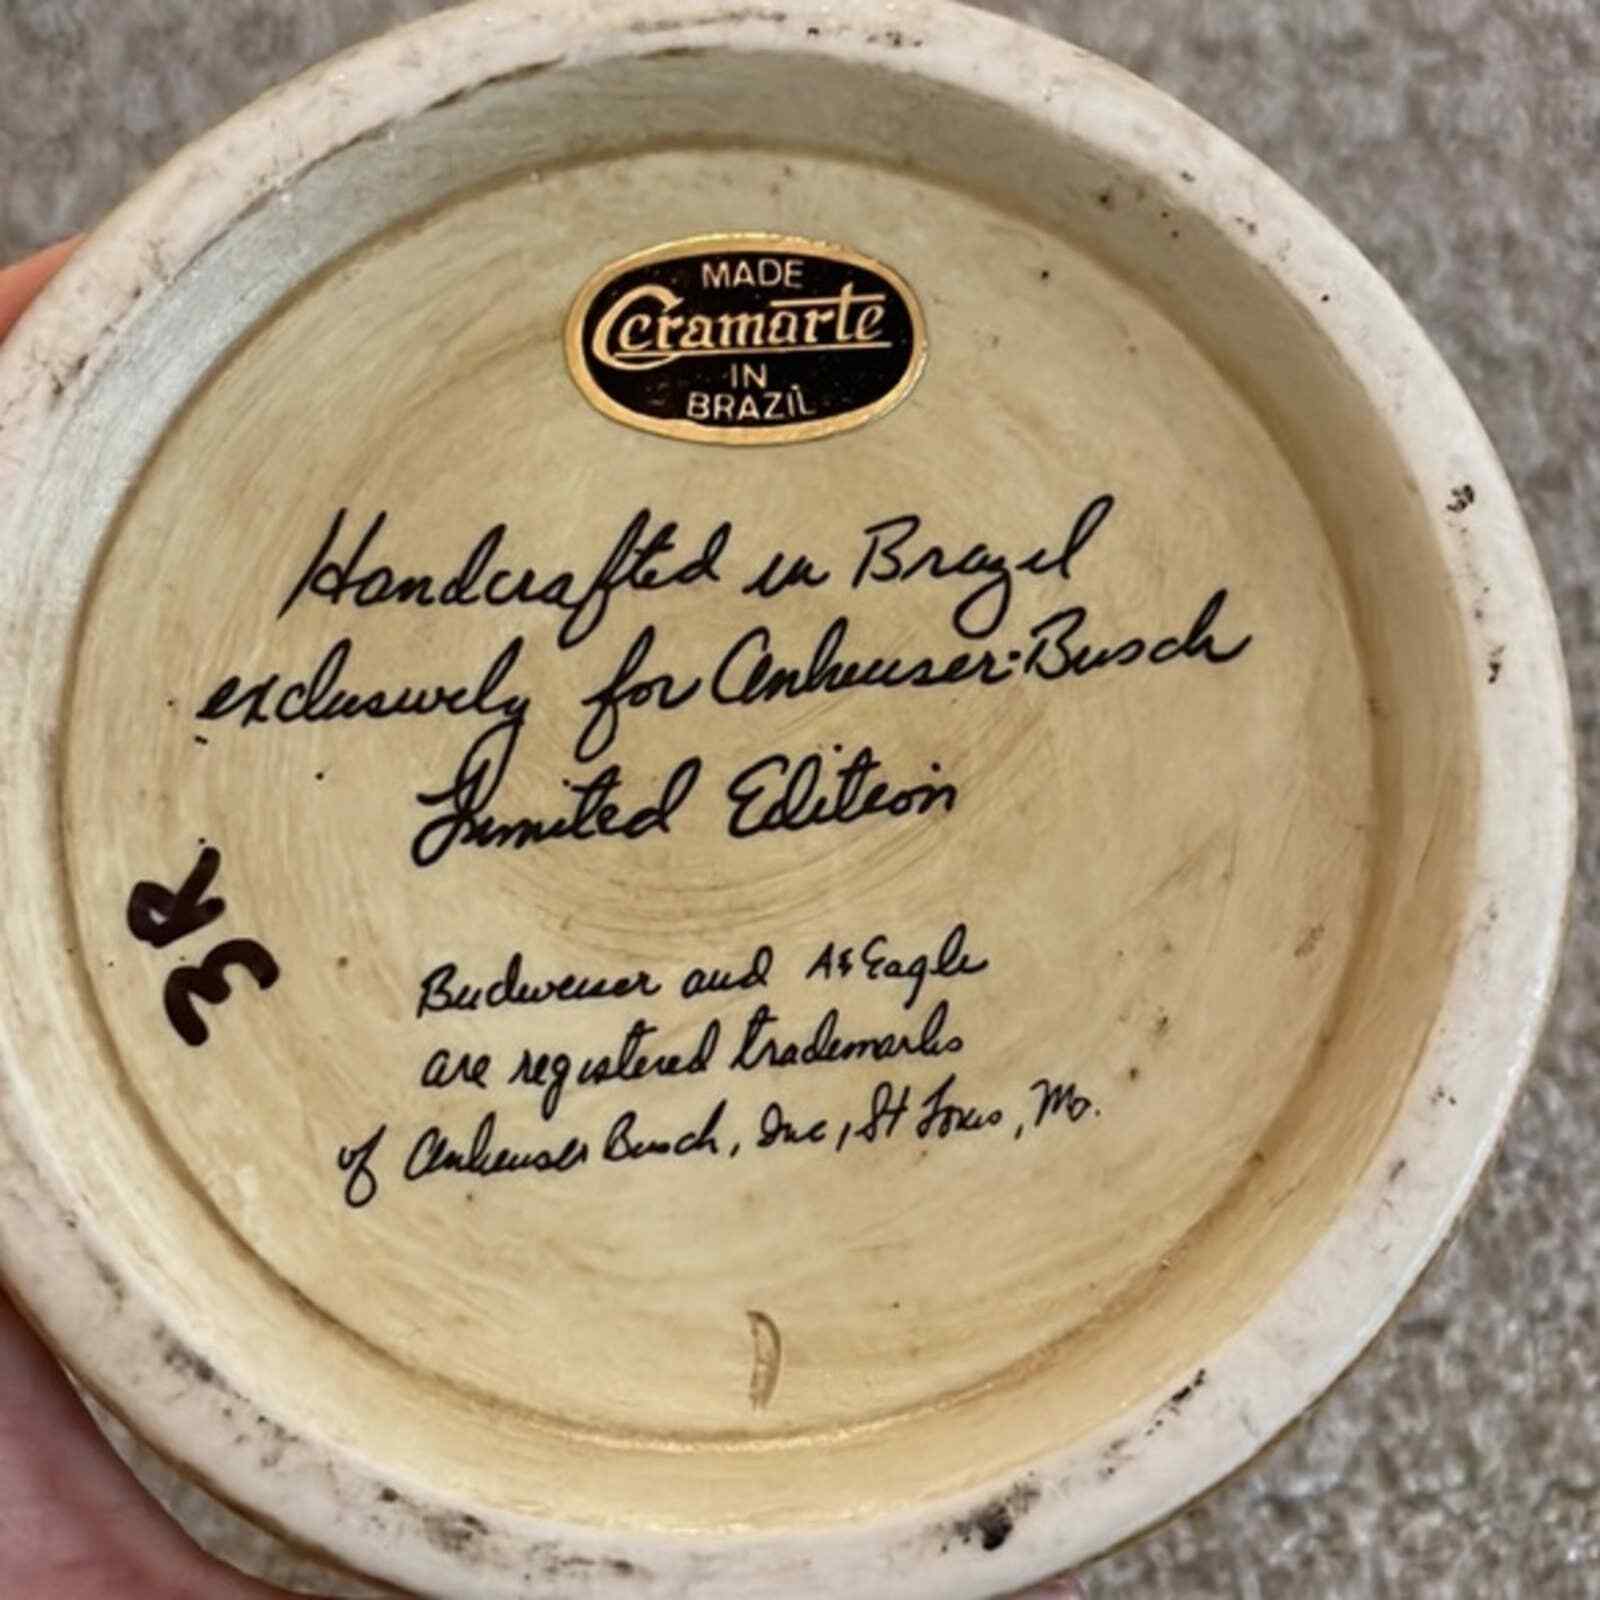 MADE
Ceramarte
IN
BRAZIL
Handcrafted in Brazil
exclusively for Anheuser-Busch
Limited Edition
3R
Budweiser and A&Eagle
are registered trademarks
of Anheuser Busch, Inc, St Louis, Mo.